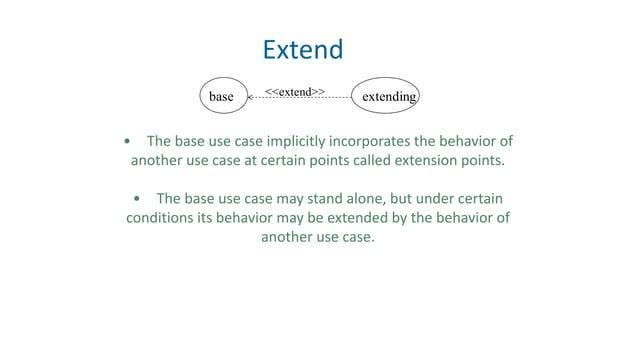 Extend
base <<extend>> extending
• The base use case implicitly incorporates the behavior of
another use case at certain points called extension points.
• The base use case may stand alone, but under certain
conditions its behavior may be extended by the behavior of
another use case.